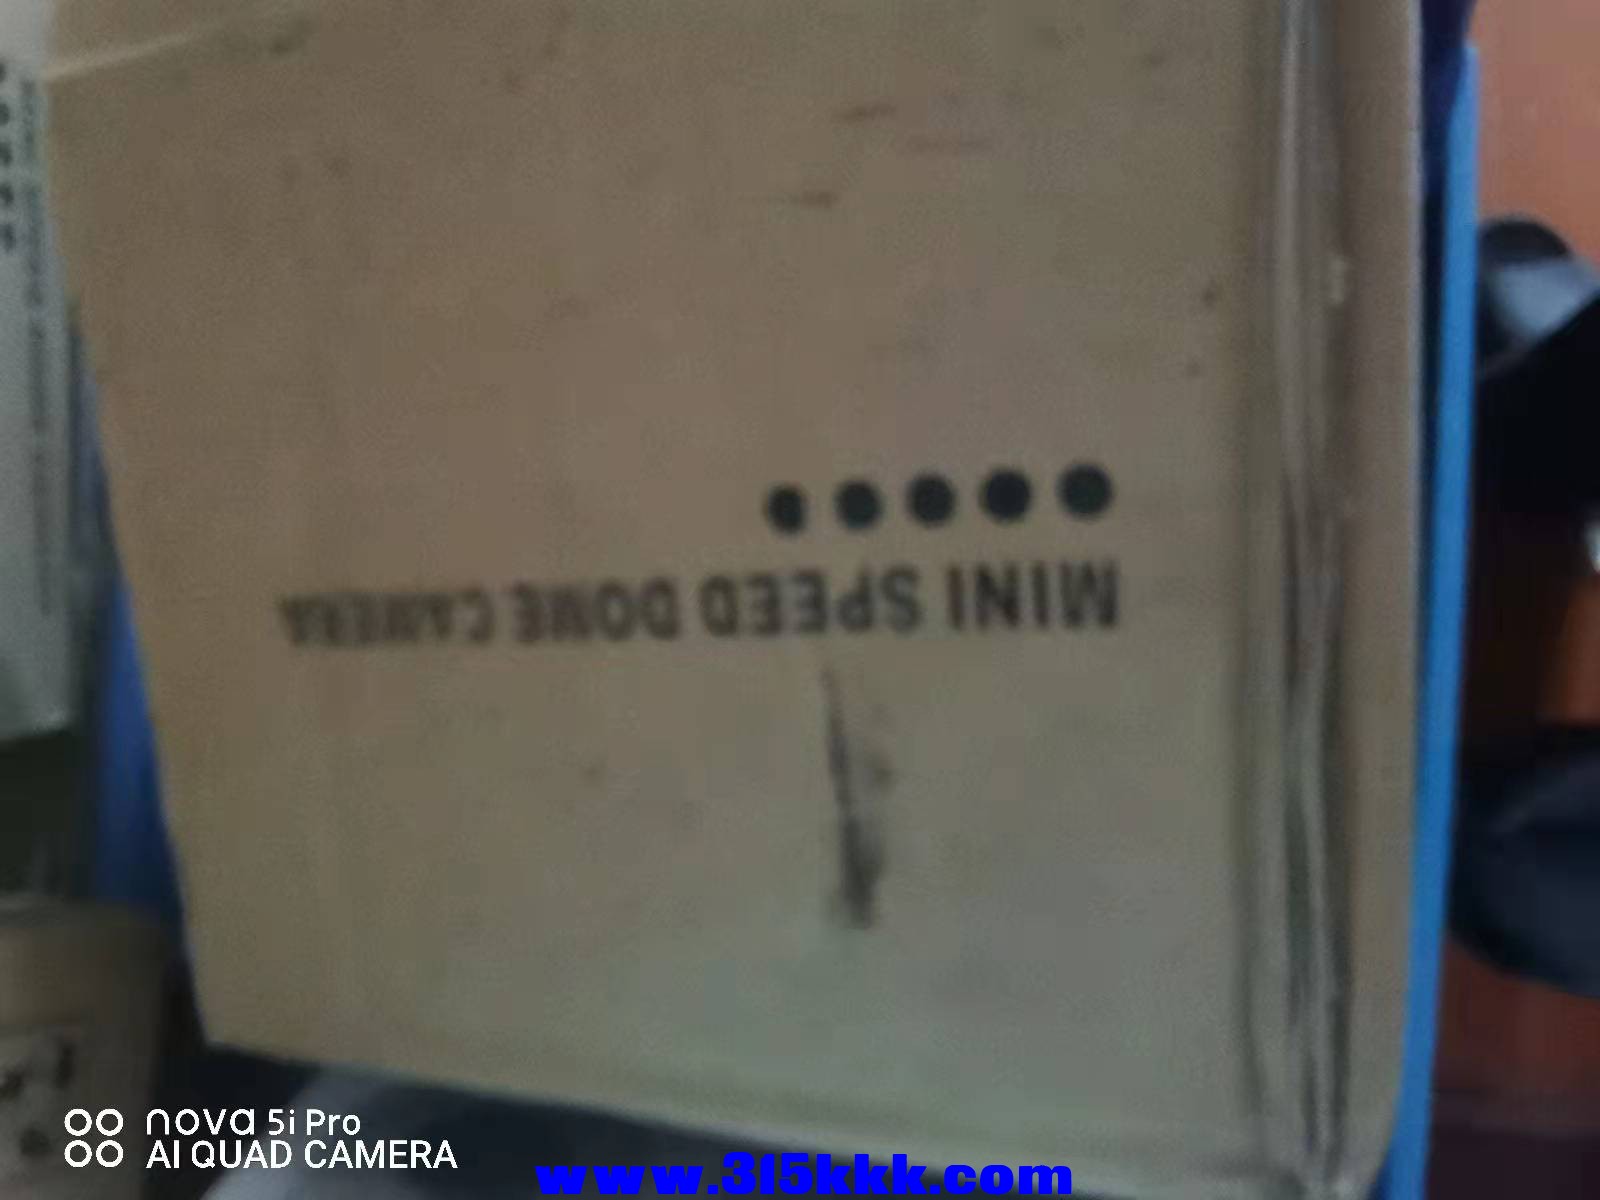 MINI SPEED DOME CAMERA
nova 5i Pro
AI QUAD CAMERA
www.315kkk.com